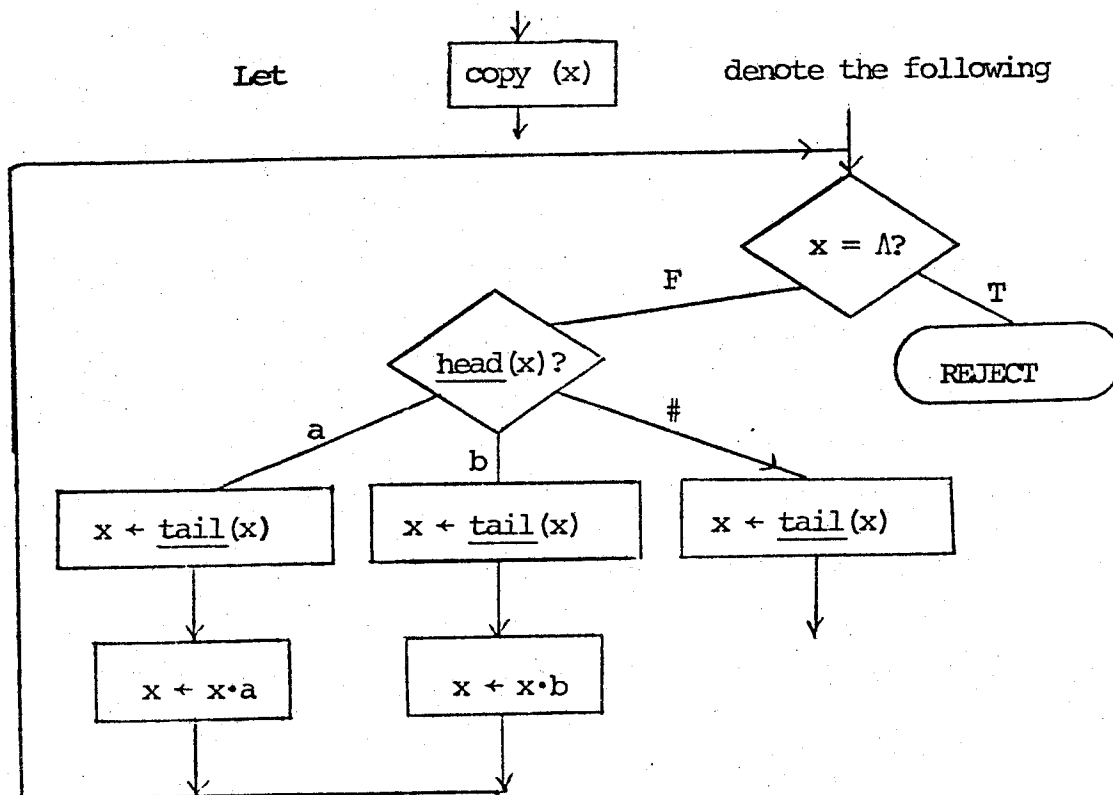 Let copy (x) denote the following
x = Λ?
F T
head(x)? REJECT
a b #
x ← tail(x) x ← tail(x) x ← tail(x)
x ← x·a x ← x·b